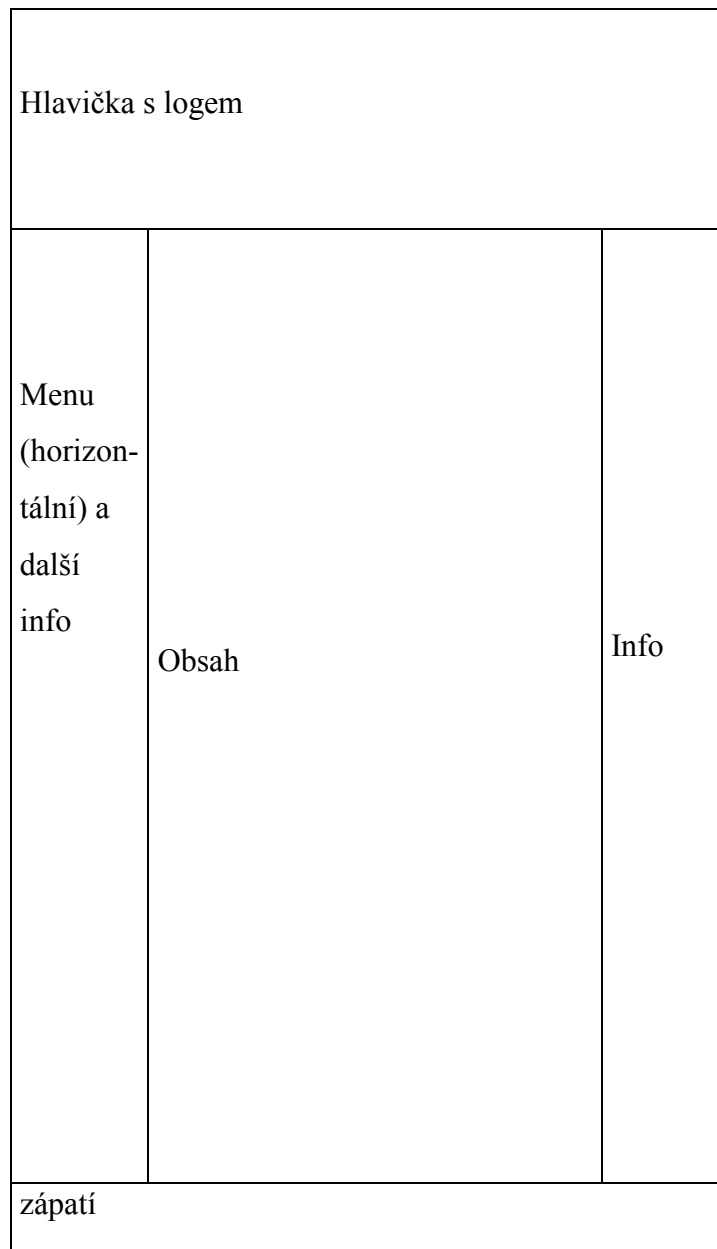 Hlavička s logem
Menu
(horizon-
tální) a
další
info
Obsah
Info
zápatí